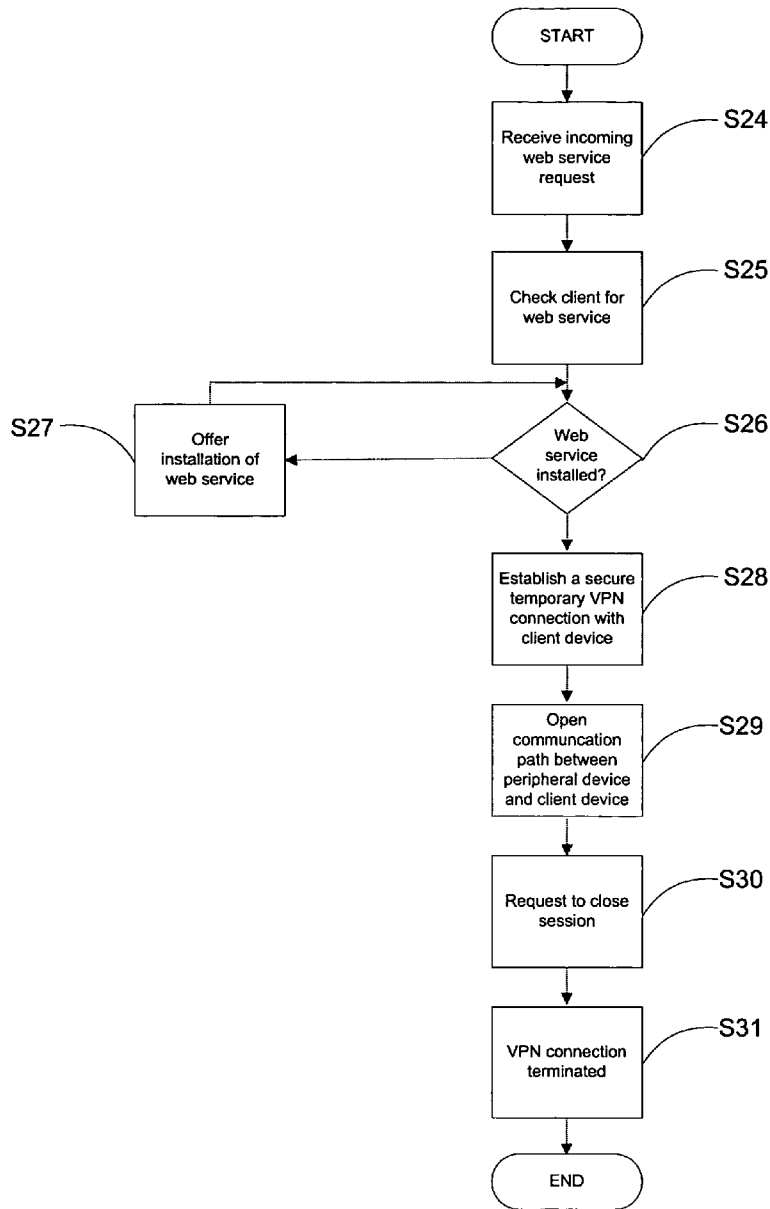 START
Receive incoming
web service
request
S24
Check client for
web service
S25
S27
Offer
installation of
web service
Web
service
installed?
S26
Establish a secure
temporary VPN
connection with
client device
S28
Open
communcation
path between
peripheral device
and client device
S29
Request to close
session
S30
VPN connection
terminated
S31
END